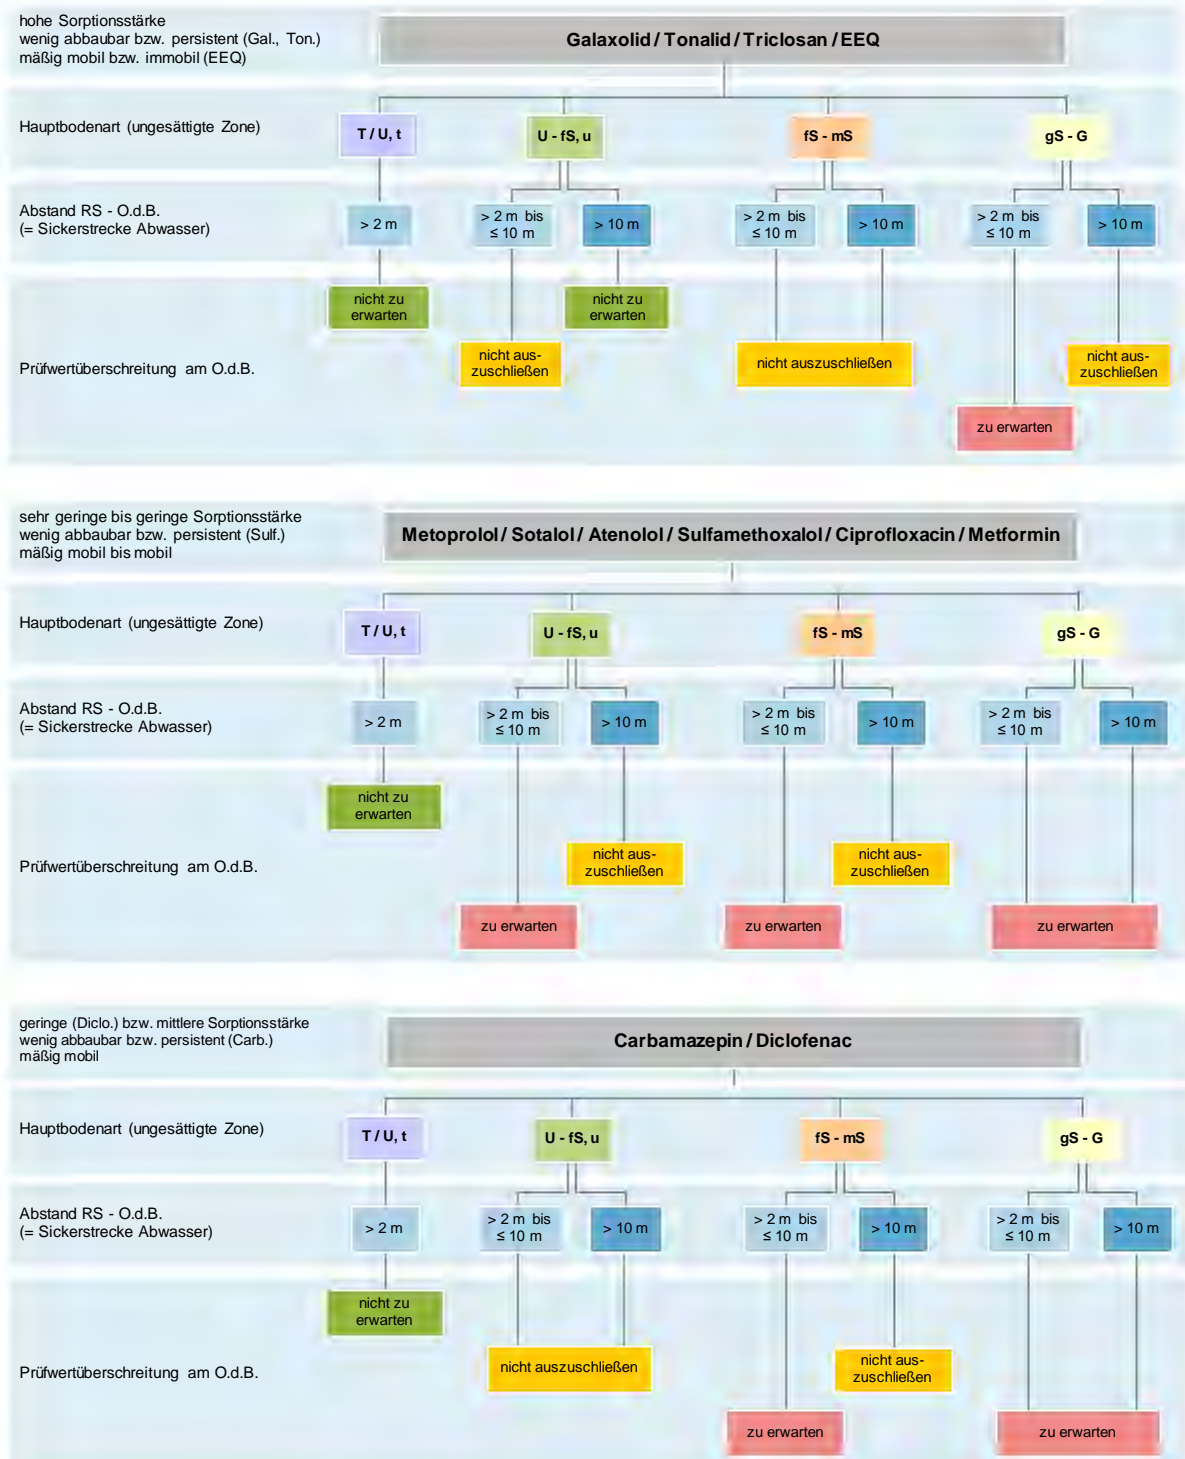 hohe Sorptionsstärke
wenig abbaubar bzw. persistent (Gal., Ton.)
mäßig mobil bzw. immobil (EEQ)
Galaxolid / Tonalid / Triclosan / EEQ
Hauptbodenart (ungesättigte Zone)
T / U, t
U - fS, u
fS - mS
gS - G
Abstand RS - O.d.B.
(= Sickerstrecke Abwasser)
> 2 m
> 2 m bis
≤ 10 m
> 10 m
> 2 m bis
≤ 10 m
> 10 m
> 2 m bis
≤ 10 m
> 10 m
Prüfwertüberschreitung am O.d.B.
nicht zu
erwarten
nicht aus-
zuschließen
nicht zu
erwarten
nicht auszuschließen
zu erwarten
nicht aus-
zuschließen
sehr geringe bis geringe Sorptionsstärke
wenig abbaubar bzw. persistent (Sulf.)
mäßig mobil bis mobil
Metoprolol / Sotalol / Atenolol / Sulfamethoxalol / Ciprofloxacin / Metformin
Hauptbodenart (ungesättigte Zone)
T / U, t
U - fS, u
fS - mS
gS - G
Abstand RS - O.d.B.
(= Sickerstrecke Abwasser)
> 2 m
> 2 m bis
≤ 10 m
> 10 m
> 2 m bis
≤ 10 m
> 10 m
> 2 m bis
≤ 10 m
> 10 m
Prüfwertüberschreitung am O.d.B.
nicht zu
erwarten
zu erwarten
nicht aus-
zuschließen
zu erwarten
nicht aus-
zuschließen
zu erwarten
geringe (Diclo.) bzw. mittlere Sorptionsstärke
wenig abbaubar bzw. persistent (Carb.)
mäßig mobil
Carbamazepin / Diclofenac
Hauptbodenart (ungesättigte Zone)
T / U, t
U - fS, u
fS - mS
gS - G
Abstand RS - O.d.B.
(= Sickerstrecke Abwasser)
> 2 m
> 2 m bis
≤ 10 m
> 10 m
> 2 m bis
≤ 10 m
> 10 m
> 2 m bis
≤ 10 m
> 10 m
Prüfwertüberschreitung am O.d.B.
nicht zu
erwarten
nicht auszuschließen
zu erwarten
nicht aus-
zuschließen
zu erwarten